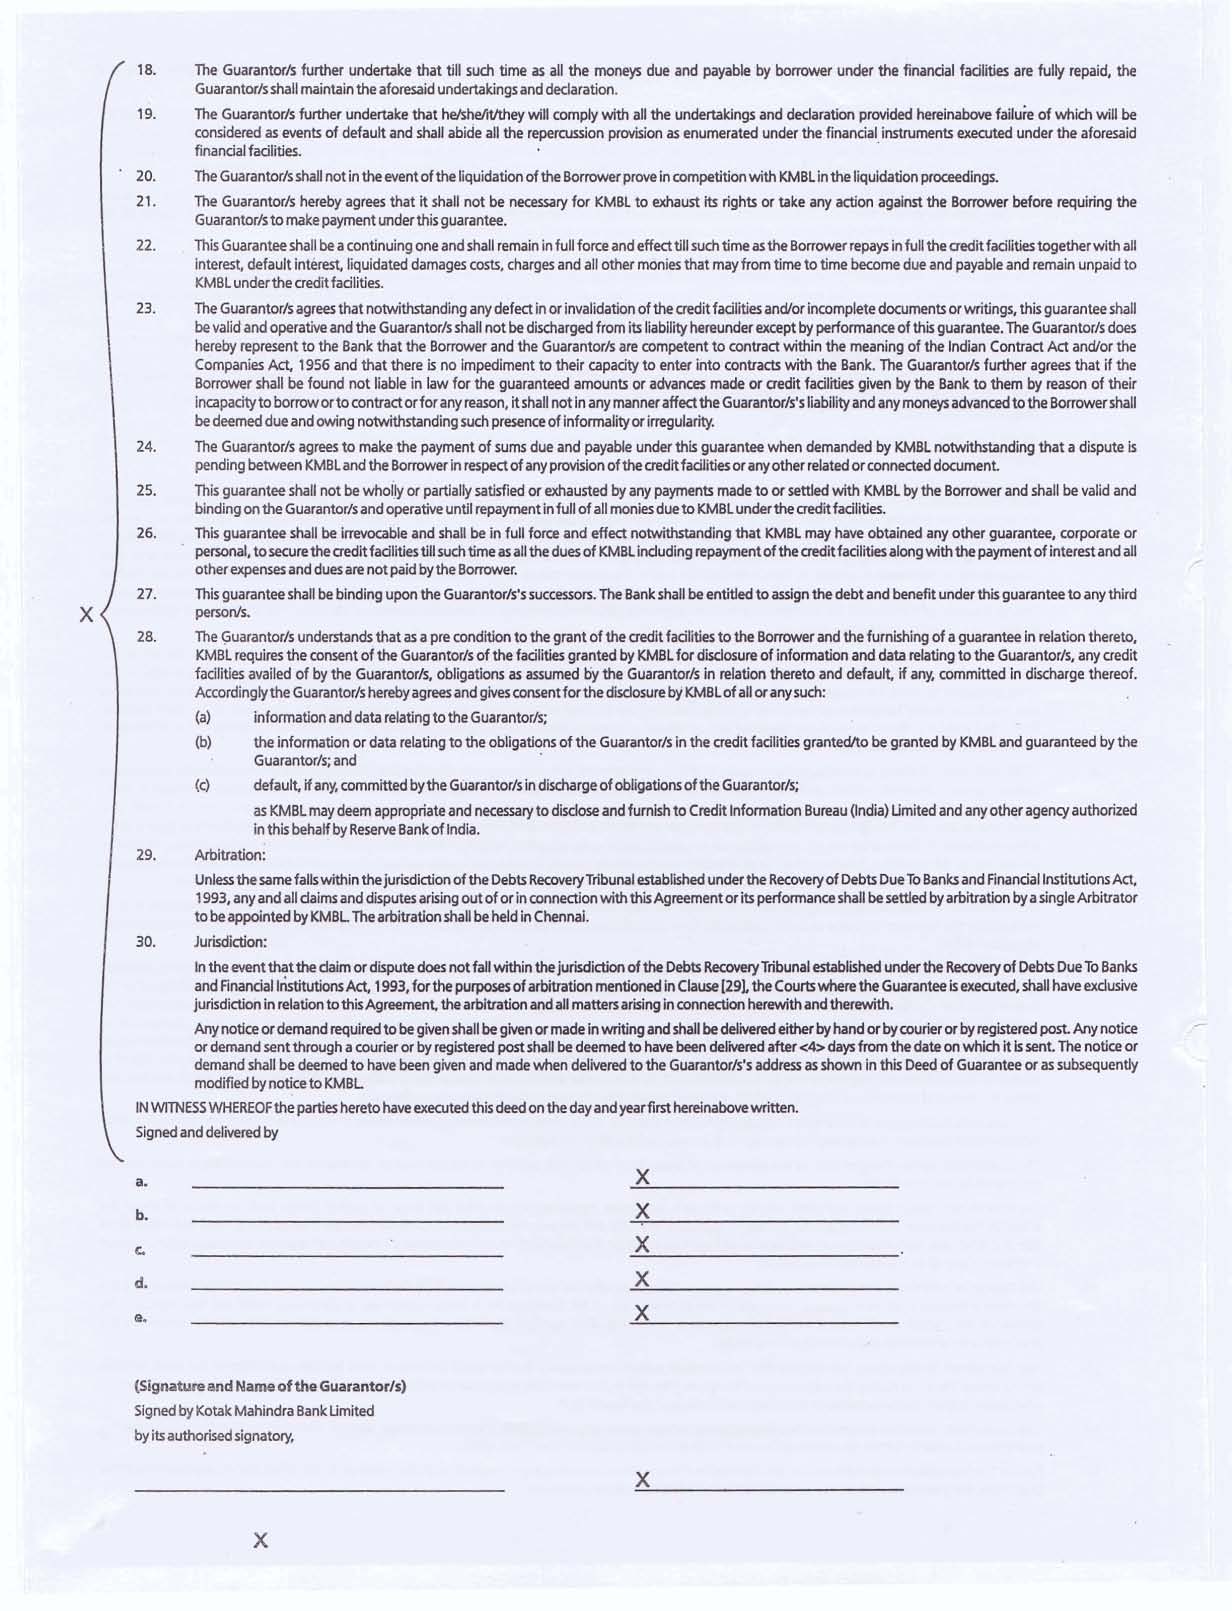 18. The Guarantor/s further undertake that till such time as all the moneys due and payable by borrower under the financial facilities are fully repaid, the
Guarantor/s shall maintain the aforesaid undertakings and declaration.
19. The Guarantor/s further undertake that he/she/it/they will comply with all the undertakings and declaration provided hereinabove failure of which will be
considered as events of default and shall abide all the repercussion provision as enumerated under the financial instruments executed under the aforesaid
financial facilities.
20. The Guarantor/s shall not in the event of the liquidation of the Borrower prove in competition with KMBL in the liquidation proceedings.
21. The Guarantor/s hereby agrees that it shall not be necessary for KMBL to exhaust its rights or take any action against the Borrower before requiring the
Guarantor/s to make payment under this guarantee.
22. This Guarantee shall be a continuing one and shall remain in full force and effect till such time as the Borrower repays in full the credit facilities together with all
interest, default interest, liquidated damages costs, charges and all other monies that may from time to time become due and payable and remain unpaid to
KMBL under the credit facilities.
23. The Guarantor/s agrees that notwithstanding any defect in or invalidation of the credit facilities and/or incomplete documents or writings, this guarantee shall
be valid and operative and the Guarantor/s shall not be discharged from its liability hereunder except by performance of this guarantee. The Guarantor/s does
hereby represent to the Bank that the Borrower and the Guarantor/s are competent to contract within the meaning of the Indian Contract Act and/or the
Companies Act, 1956 and that there is no impediment to their capacity to enter into contracts with the Bank. The Guarantor/s further agrees that if the
Borrower shall be found not liable in law for the guaranteed amounts or advances made or credit facilities given by the Bank to them by reason of their
incapacity to borrow or to contract or for any reason, it shall not in any manner affect the Guarantor/s's liability and any moneys advanced to the Borrower shall
be deemed due and owing notwithstanding such presence of informality or irregularity.
24. The Guarantor/s agrees to make the payment of sums due and payable under this guarantee when demanded by KMBL notwithstanding that a dispute is
pending between KMBL and the Borrower in respect of any provision of the credit facilities or any other related or connected document.
25. This guarantee shall not be wholly or partially satisfied or exhausted by any payments made to or settled with KMBL by the Borrower and shall be valid and
binding on the Guarantor/s and operative until repayment in full of all monies due to KMBL under the credit facilities.
26. This guarantee shall be irrevocable and shall be in full force and effect notwithstanding that KMBL may have obtained any other guarantee, corporate or
personal, to secure the credit facilities till such time as all the dues of KMBL including repayment of the credit facilities along with the payment of interest and all
other expenses and dues are not paid by the Borrower.
27. This guarantee shall be binding upon the Guarantor/s's successors. The Bank shall be entitled to assign the debt and benefit under this guarantee to any third
X person/s.
28. The Guarantor/s understands that as a pre condition to the grant of the credit facilities to the Borrower and the furnishing of a guarantee in relation thereto,
KMBL requires the consent of the Guarantor/s of the facilities granted by KMBL for disclosure of information and data relating to the Guarantor/s, any credit
facilities availed of by the Guarantor/s, obligations as assumed by the Guarantor/s in relation thereto and default, if any, committed in discharge thereof.
Accordingly the Guarantor/s hereby agrees and gives consent for the disclosure by KMBL of all or any such:
(a) information and data relating to the Guarantor/s;
(b) the information or data relating to the obligations of the Guarantor/s in the credit facilities granted/to be granted by KMBL and guaranteed by the
Guarantor/s; and
(c) default, if any, committed by the Guarantor/s in discharge of obligations of the Guarantor/s;
as KMBL may deem appropriate and necessary to disclose and furnish to Credit Information Bureau (India) Limited and any other agency authorized
in this behalf by Reserve Bank of India.
29. Arbitration:
Unless the same falls within the jurisdiction of the Debts Recovery Tribunal established under the Recovery of Debts Due To Banks and Financial Institutions Act,
1993, any and all claims and disputes arising out of or in connection with this Agreement or its performance shall be settled by arbitration by a single Arbitrator
to be appointed by KMBL. The arbitration shall be held in Chennai.
30. Jurisdiction:
In the event that the claim or dispute does not fall within the jurisdiction of the Debts Recovery Tribunal established under the Recovery of Debts Due To Banks
and Financial Institutions Act, 1993, for the purposes of arbitration mentioned in Clause [29], the Courts where the Guarantee is executed, shall have exclusive
jurisdiction in relation to this Agreement, the arbitration and all matters arising in connection herewith and therewith.
Any notice or demand required to be given shall be given or made in writing and shall be delivered either by hand or by courier or by registered post. Any notice
or demand sent through a courier or by registered post shall be deemed to have been delivered after <4> days from the date on which it is sent. The notice or
demand shall be deemed to have been given and made when delivered to the Guarantor/s's address as shown in this Deed of Guarantee or as subsequently
modified by notice to KMBL.
IN WITNESS WHEREOF the parties hereto have executed this deed on the day and year first hereinabove written.
Signed and delivered by
a. X
b. X
c. X
d. X
e. X
(Signature and Name of the Guarantor/s)
Signed by Kotak Mahindra Bank Limited
by its authorised signatory,
X
X